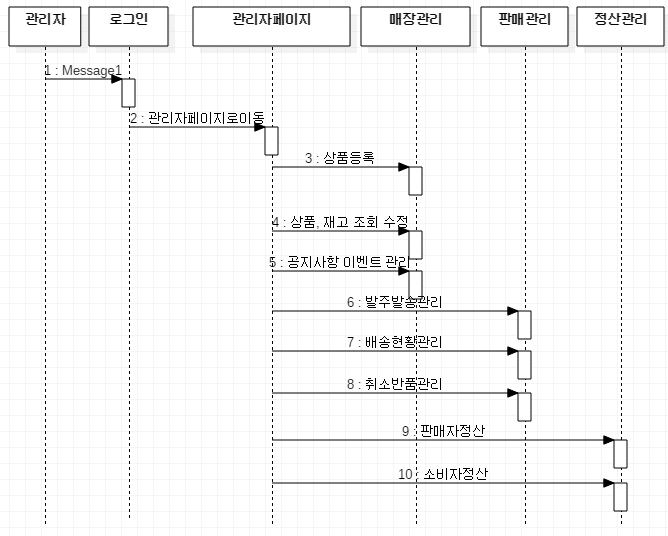 관리자
로그인
관리자페이지
매장관리
판매관리
정산관리
1 : Message1
2 : 관리자페이지로이동
3 : 상품등록
4 : 상품, 재고 조회 수정
5 : 공지사항 이벤트 관리
6 : 발주발송관리
7 : 배송현황관리
8 : 취소반품관리
9 : 판매자정산
10 : 소비자정산